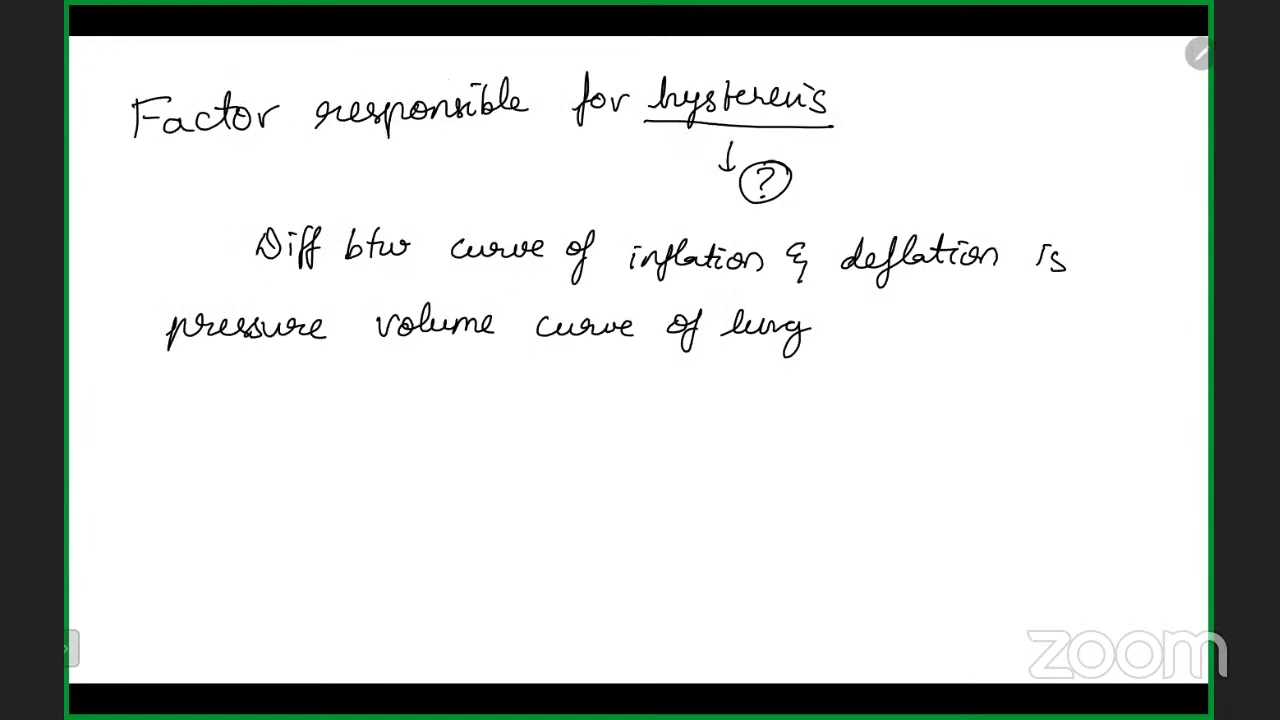 Factor responsible for hysteresis
?
Diff btw curve of inflation & deflation is
pressure volume curve of lung
zoom